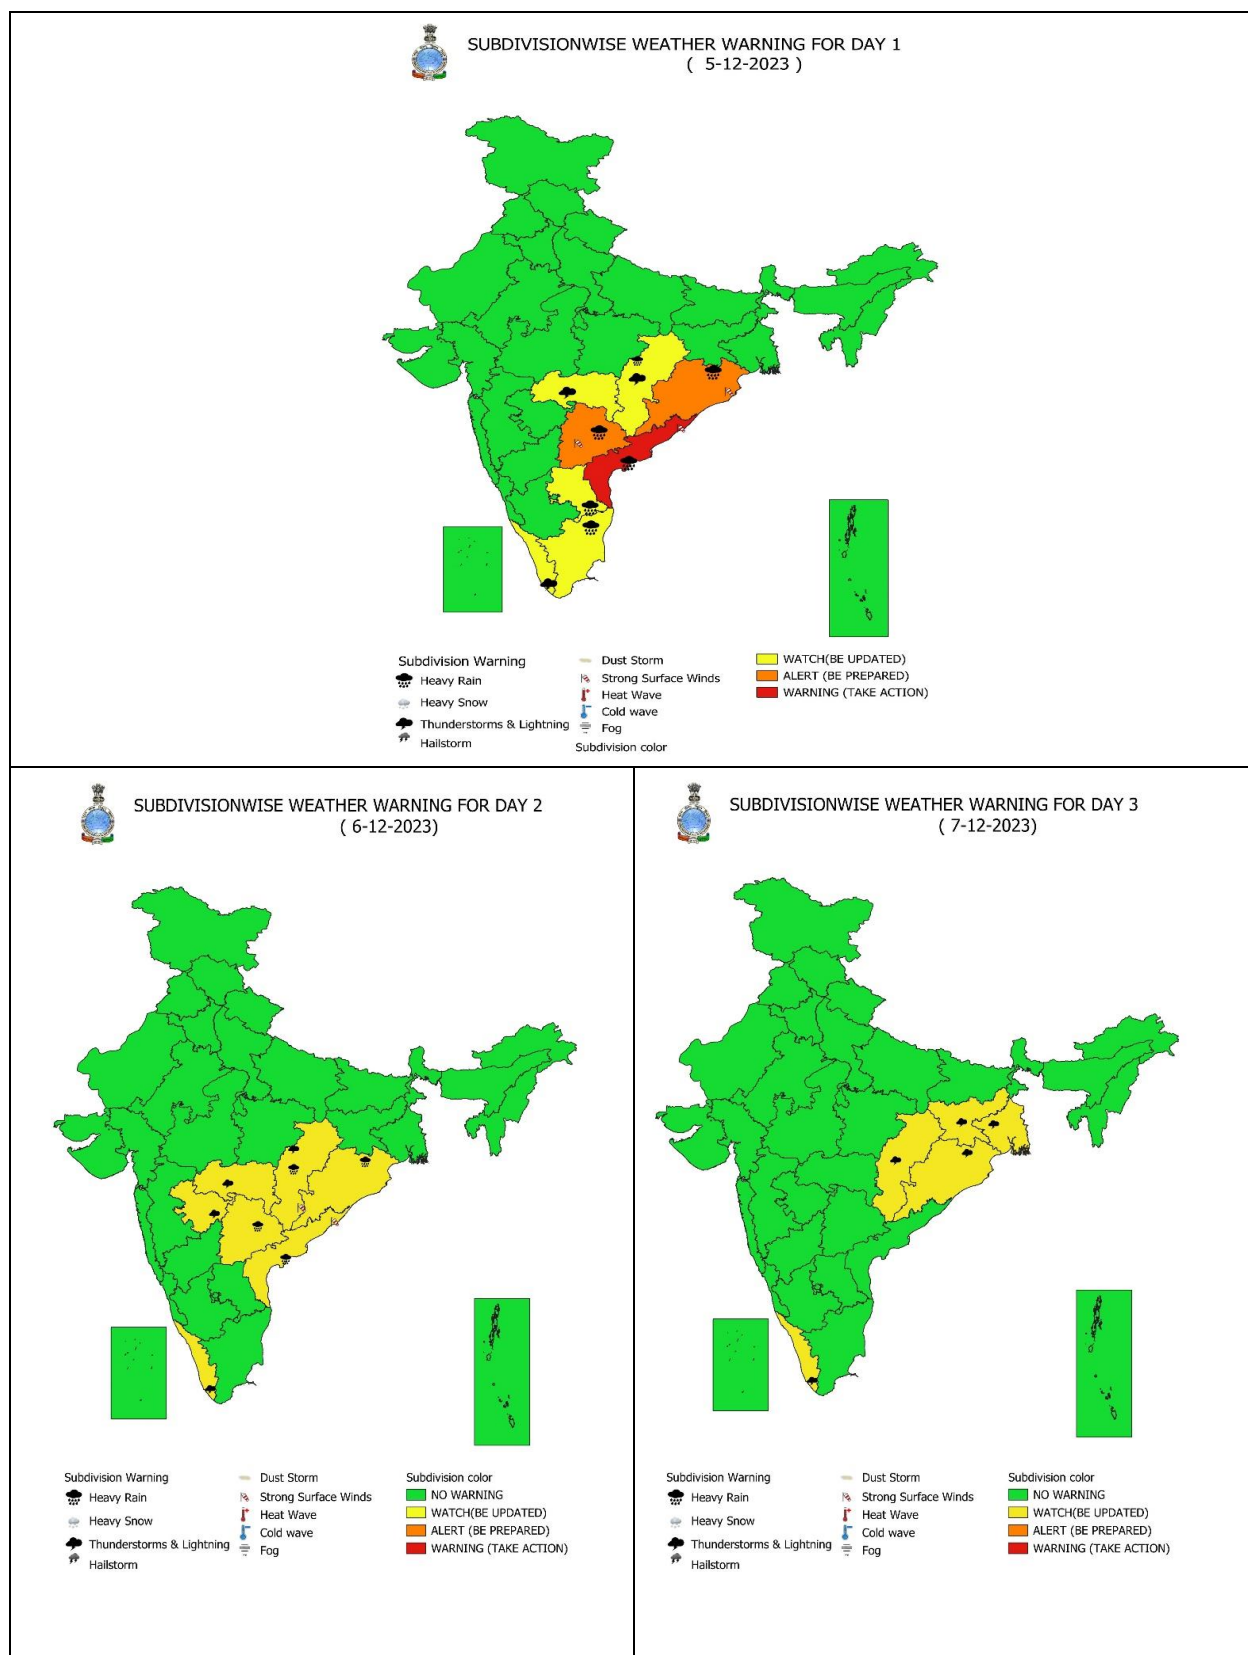 SUBDIVISIONWISE WEATHER WARNING FOR DAY 1
( 5-12-2023 )
Subdivision Warning
Heavy Rain
Heavy Snow
Thunderstorms & Lightning
Hailstorm
Dust Storm
Strong Surface Winds
Heat Wave
Cold wave
Fog
Subdivision color
WATCH(BE UPDATED)
ALERT (BE PREPARED)
WARNING (TAKE ACTION)
SUBDIVISIONWISE WEATHER WARNING FOR DAY 2
( 6-12-2023)
Subdivision Warning
Heavy Rain
Heavy Snow
Thunderstorms & Lightning
Hailstorm
Dust Storm
Strong Surface Winds
Heat Wave
Cold wave
Fog
Subdivision color
NO WARNING
WATCH(BE UPDATED)
ALERT (BE PREPARED)
WARNING (TAKE ACTION)
SUBDIVISIONWISE WEATHER WARNING FOR DAY 3
( 7-12-2023)
Subdivision Warning
Heavy Rain
Heavy Snow
Thunderstorms & Lightning
Hailstorm
Dust Storm
Strong Surface Winds
Heat Wave
Cold wave
Fog
Subdivision color
NO WARNING
WATCH(BE UPDATED)
ALERT (BE PREPARED)
WARNING (TAKE ACTION)